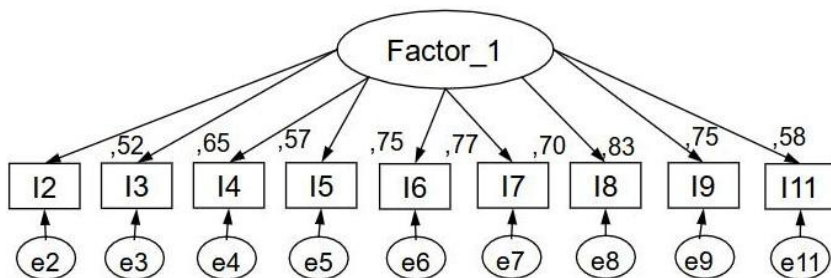 Factor_1
,52 ,65 ,57 ,75 ,77 ,70 ,83 ,75 ,58
I2 I3 I4 I5 I6 I7 I8 I9 I11
e2 e3 e4 e5 e6 e7 e8 e9 e11